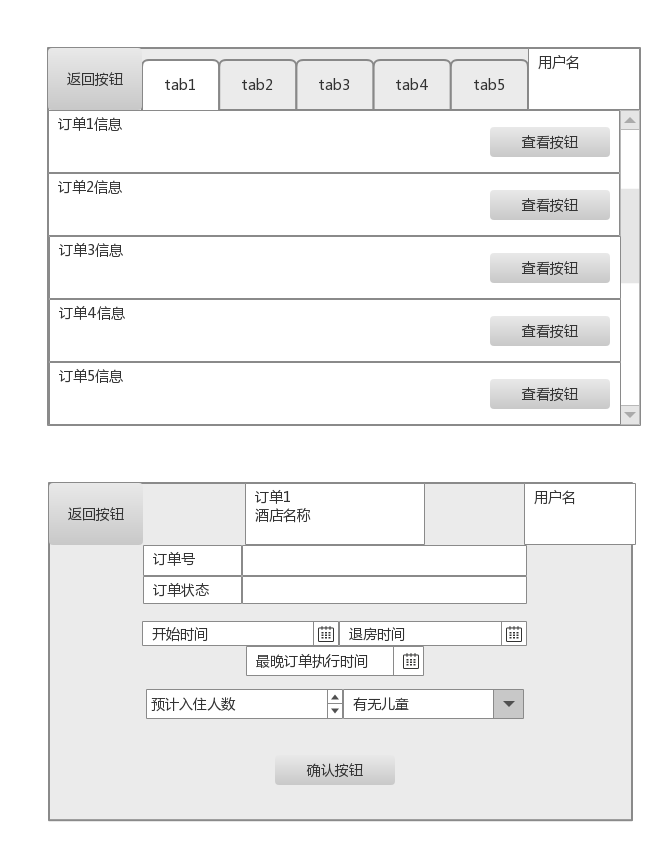 返回按钮
tab1
tab2
tab3
tab4
tab5
用户名
订单1信息
查看按钮
订单2信息
查看按钮
订单3信息
查看按钮
订单4信息
查看按钮
订单5信息
查看按钮
返回按钮
订单1
酒店名称
用户名
订单号
订单状态
开始时间
退房时间
最晚订单执行时间
预计入住人数
有无儿童
确认按钮